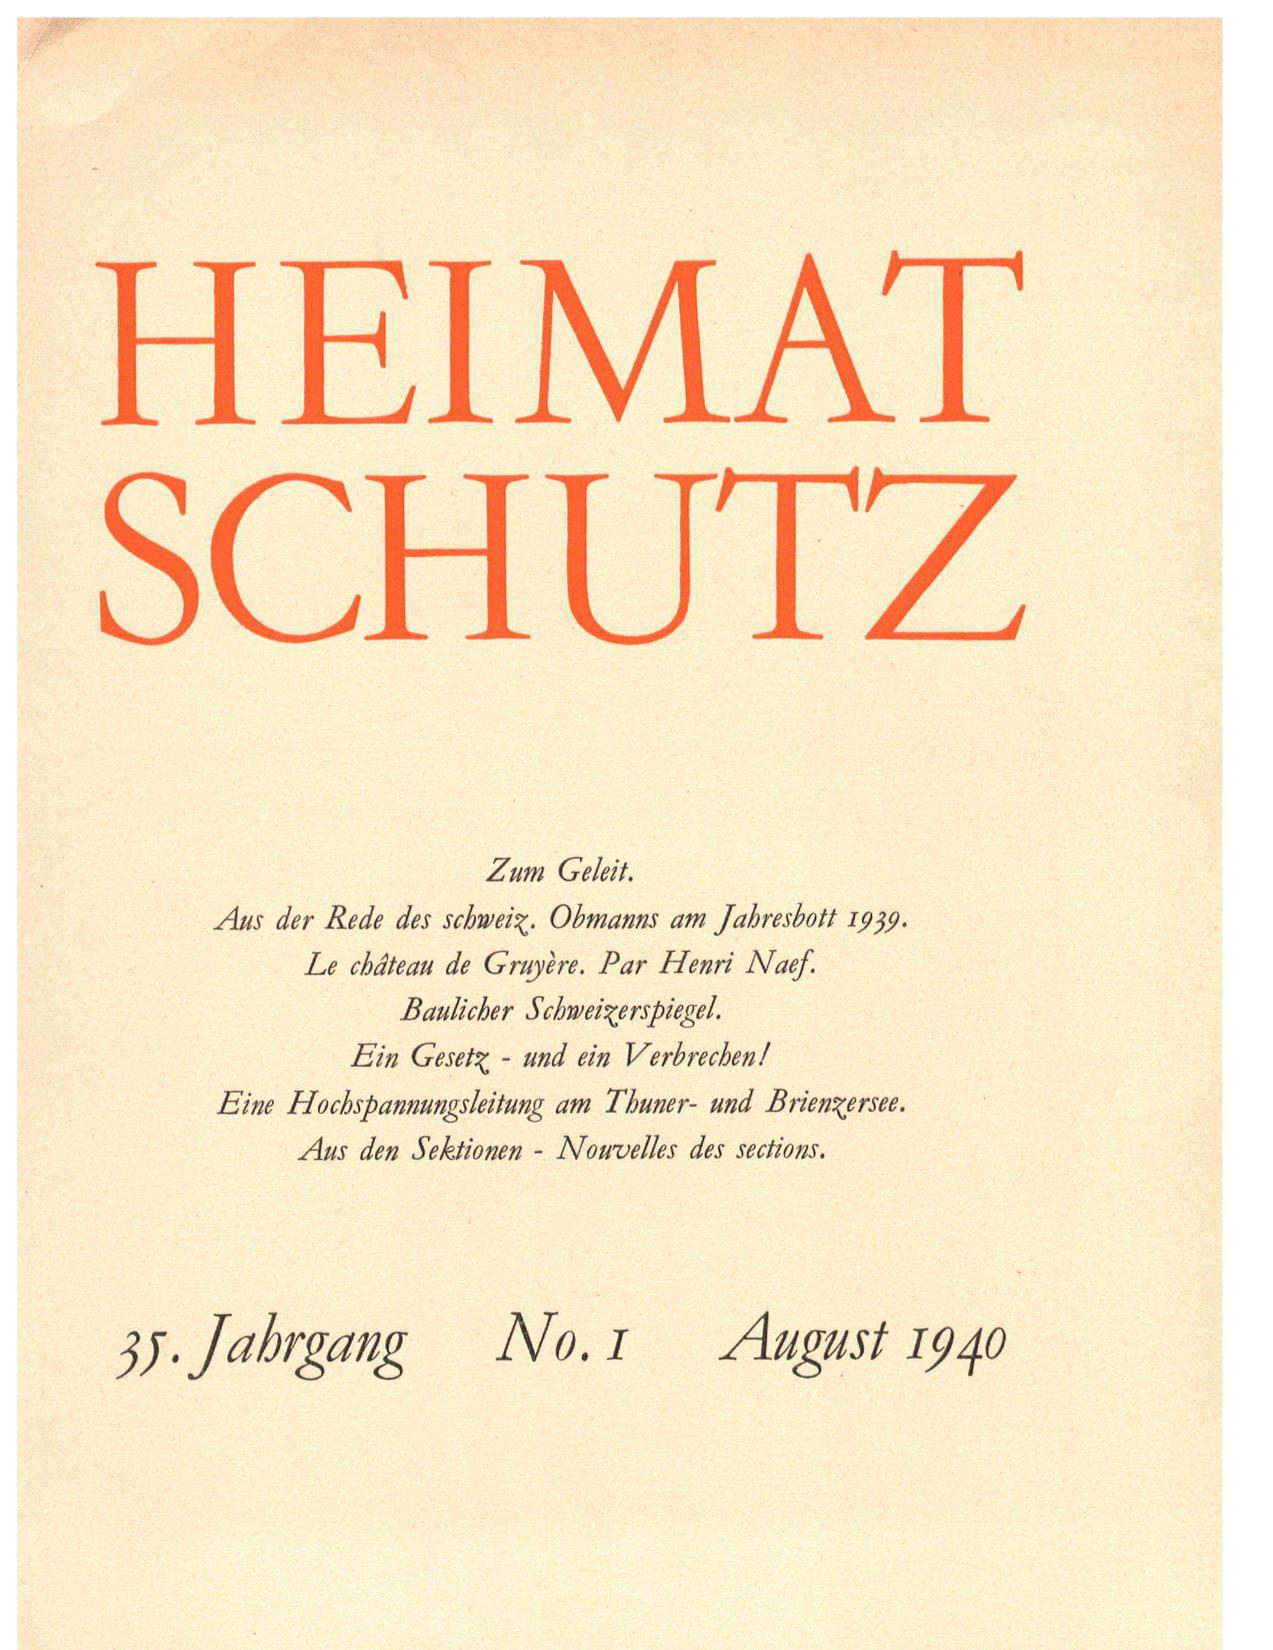 HEIMAT
SCHUTZ
Zum Geleit.
Aus der Rede des schweiz. Obmanns am Jahresbott 1939.
Le château de Gruyère. Par Henri Naef.
Baulicher Schweizerspiegel.
Ein Gesetz - und ein Verbrechen!
Eine Hochspannungsleitung am Thuner- und Brienzersee.
Aus den Sektionen - Nouvelles des sections.
35. Jahrgang No. 1 August 1940